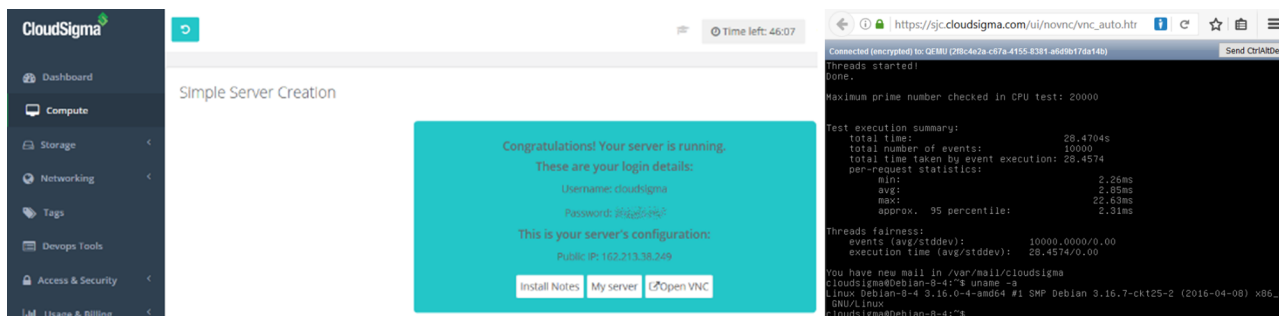 CloudSigma
Dashboard
Compute
Storage
Networking
Tags
Devops Tools
Access & Security
Usage & Billing
Time left: 46:07
Simple Server Creation
Congratulations! Your server is running.
These are your login details:
Username: cloudsigma
Password:
This is your server's configuration:
Public IP: 162.213.38.249
Install Notes My server Open VNC
https://sjc.cloudsigma.com/ui/novnc/vnc_auto.htr
Connected (encrypted) to: QEMU (2f8c4e2a-c67a-4155-8381-a6d9b17da14b) Send CtrlAltDe
Threads started!
Done.
Maximum prime number checked in CPU test: 20000
Test execution summary:
total time: 28.4704s
total number of events: 10000
total time taken by event execution: 28.4574
per-request statistics:
min: 2.26ms
avg: 2.85ms
max: 22.63ms
approx. 95 percentile: 2.31ms
Threads fairness:
events (avg/stddev): 10000.0000/0.00
execution time (avg/stddev): 28.4574/0.00
You have new mail in /var/mail/cloudsigma
cloudsigma@Debian-8-4:~$ uname -a
Linux Debian-8-4 3.16.0-4-amd64 #1 SMP Debian 3.16.7-ckt25-2 (2016-04-08) x86_
GNU/Linux
cloudsigma@Debian-8-4:~$